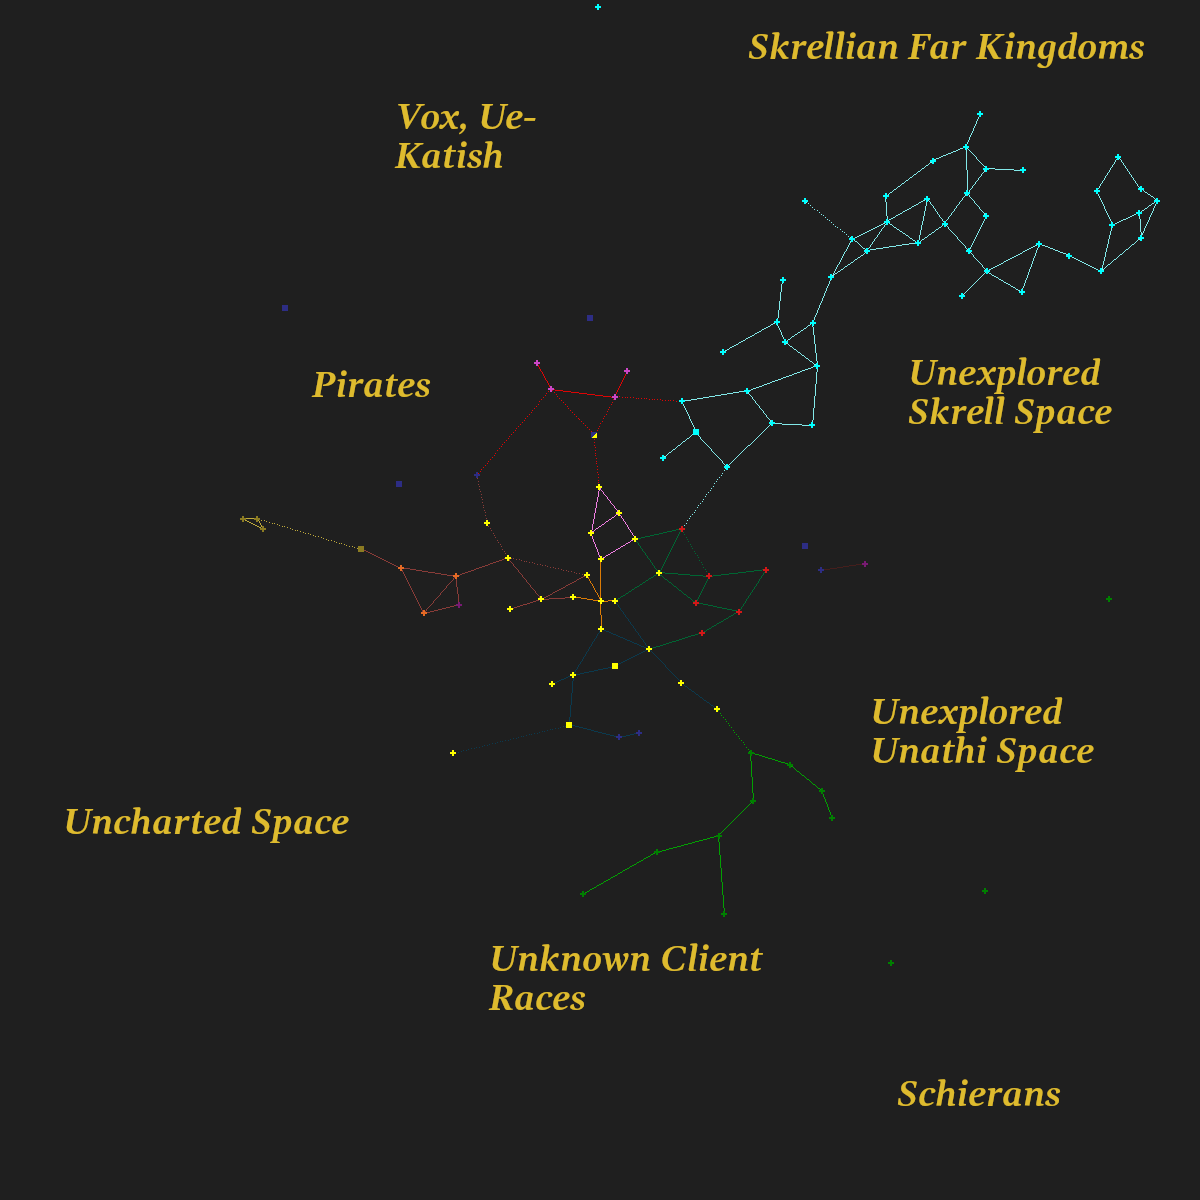 Skrellian Far Kingdoms
Vox, Ue-
Katish
Pirates
Unexplored
Skrell Space
Unexplored
Unathi Space
Uncharted Space
Unknown Client
Races
Schierans